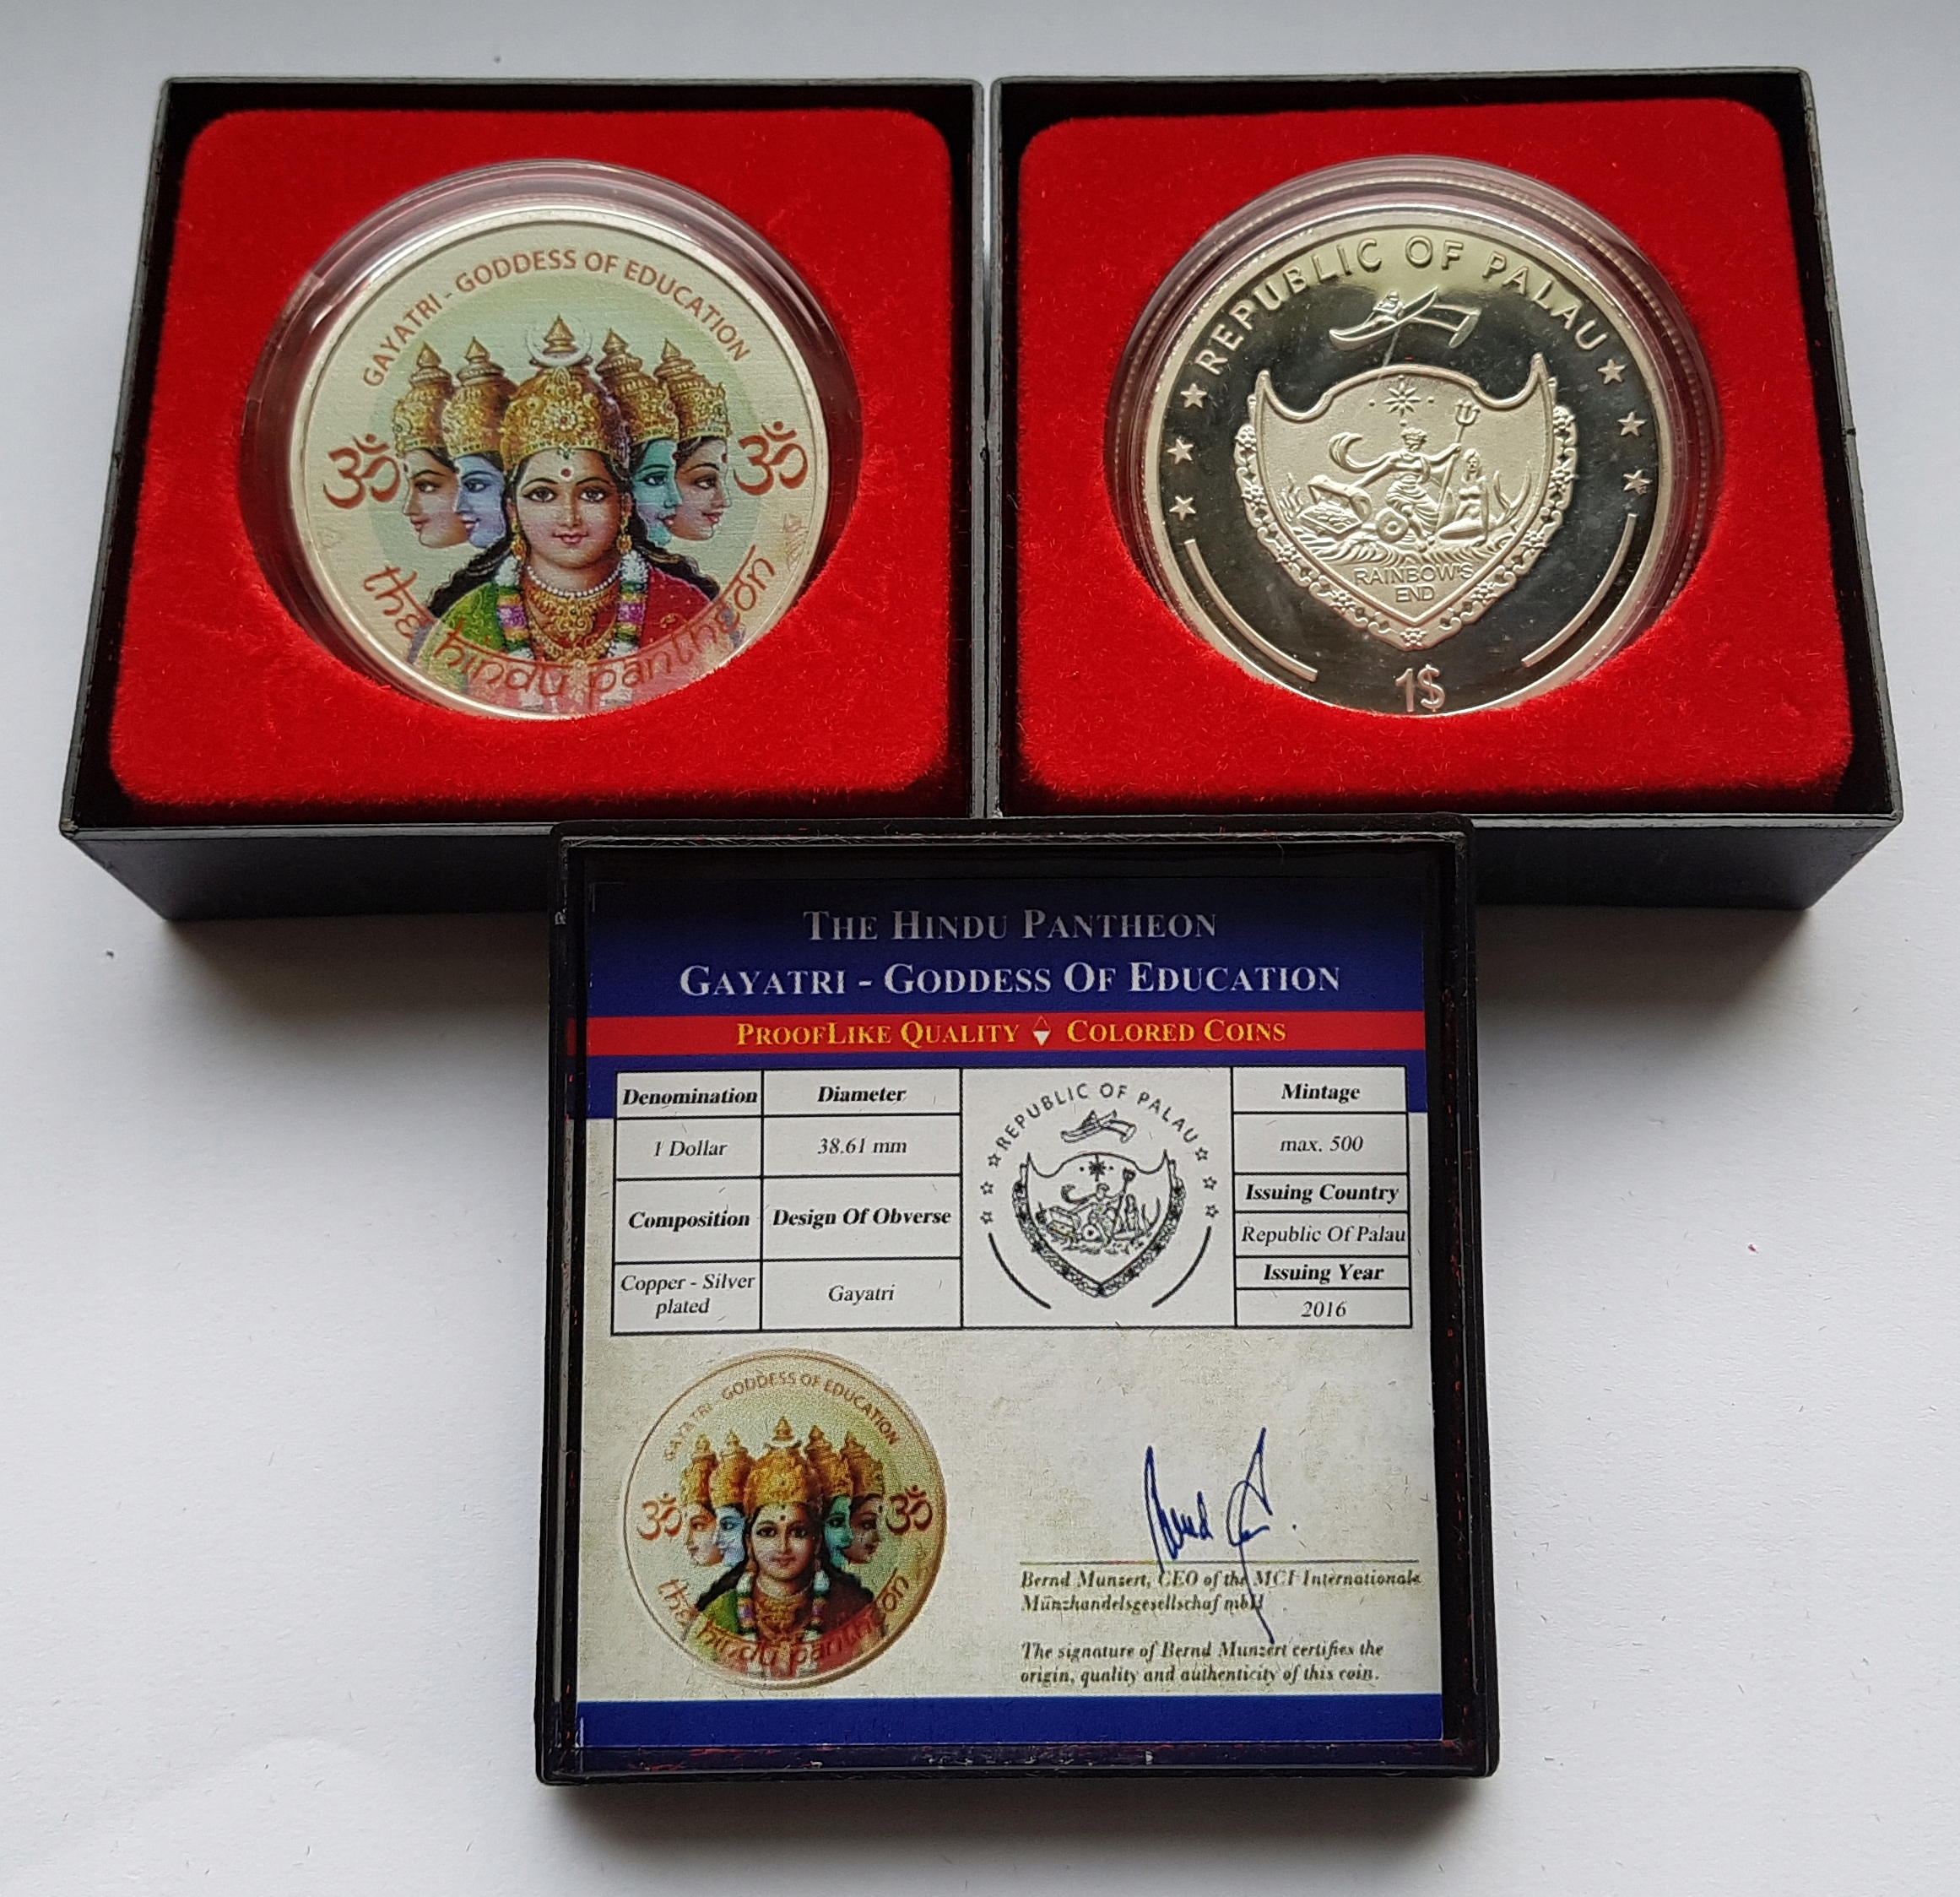 GAYATRI - GODDESS OF EDUCATION
ॐ ॐ
the hindu pantheon
REPUBLIC OF PALAU
RAINBOW'S
END
1$
THE HINDU PANTHEON
GAYATRI - GODDESS OF EDUCATION
PROOFLIKE QUALITY COLORED COINS
Denomination Diameter Mintage
1 Dollar 38.61 mm max. 500
Composition Design Of Obverse Issuing Country
Republic Of Palau
Copper - Silver
plated
Gayatri
Issuing Year
2016
REPUBLIC OF PALAU
GAYATRI - GODDESS OF EDUCATION
ॐ ॐ
the hindu pantheon
Bernd Munzert, CEO of the MCI Internationale
Münzhandelsgesellschaf mbH
The signature of Bernd Munzert certifies the
origin, quality and authenticity of this coin.